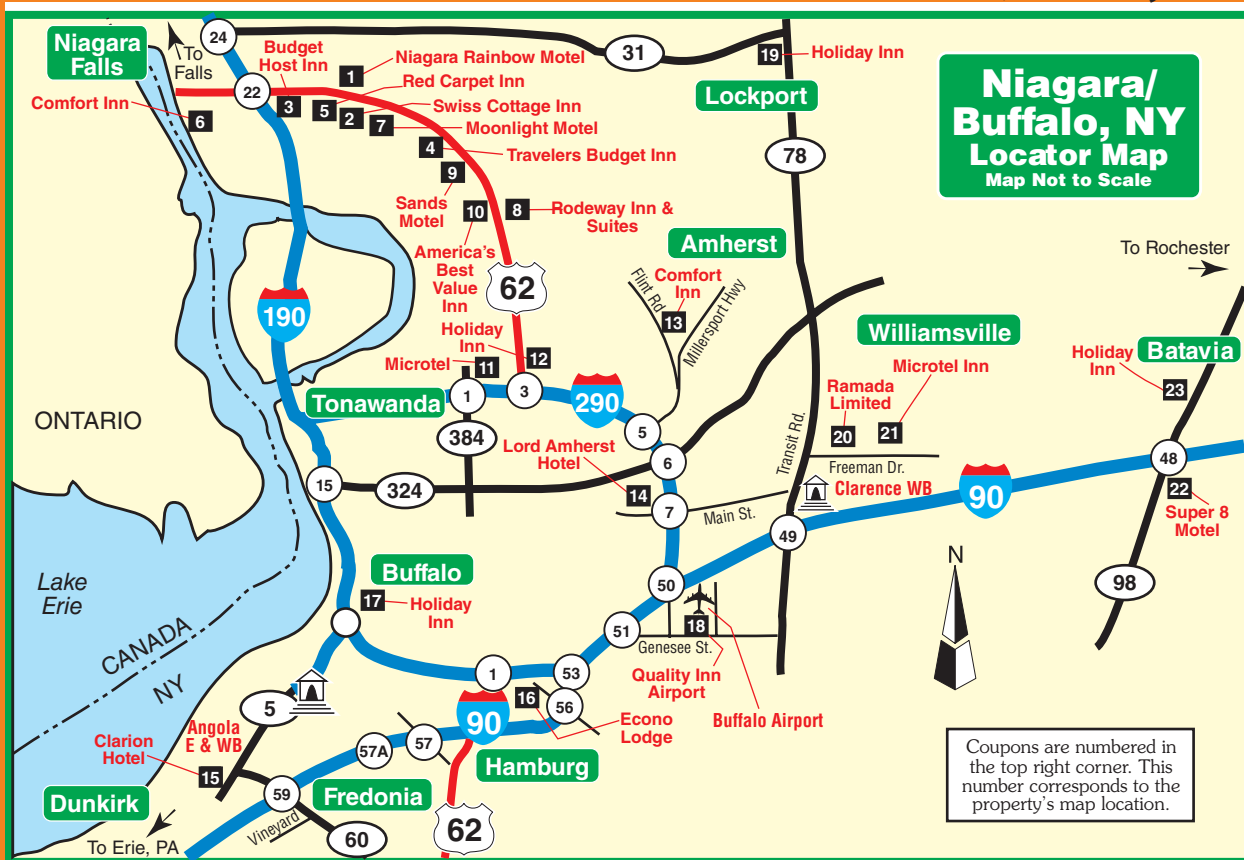 Niagara/
Buffalo, NY
Locator Map
Map Not to Scale
Niagara
Falls
To
Falls
24
31
19
Holiday Inn
Lockport
Budget
Host Inn
1
Niagara Rainbow Motel
Red Carpet Inn
22
3
5
2
Swiss Cottage Inn
Comfort Inn
6
7
Moonlight Motel
4
Travelers Budget Inn
78
9
Sands
Motel
10
8
Rodeway Inn &
Suites
America's
Best
Value
Inn
62
Amherst
To Rochester
Comfort
Inn
13
Flint Rd
Millersport Hwy
190
Holiday
Inn
12
Microtel
11
Williamsville
Microtel Inn
Ramada
Limited
20
21
Holiday
Inn
Batavia
23
Tonawanda
1
3
290
5
ONTARIO
384
Lord Amherst
Hotel
6
Transit Rd.
Freeman Dr.
48
15
324
14
7
Main St.
Clarence WB
90
22
Super 8
Motel
49
N
Lake
Erie
Buffalo
17
Holiday
Inn
50
98
18
51
Genesee St.
CANADA
NY
1
53
Quality Inn
Airport
Buffalo Airport
5
16
56
Econo
Lodge
90
Angola
E & WB
Clarion
Hotel
15
57A
57
Hamburg
Coupons are numbered in
the top right corner. This
number corresponds to the
property's map location.
Dunkirk
59
Fredonia
Vineyard
60
62
To Erie, PA